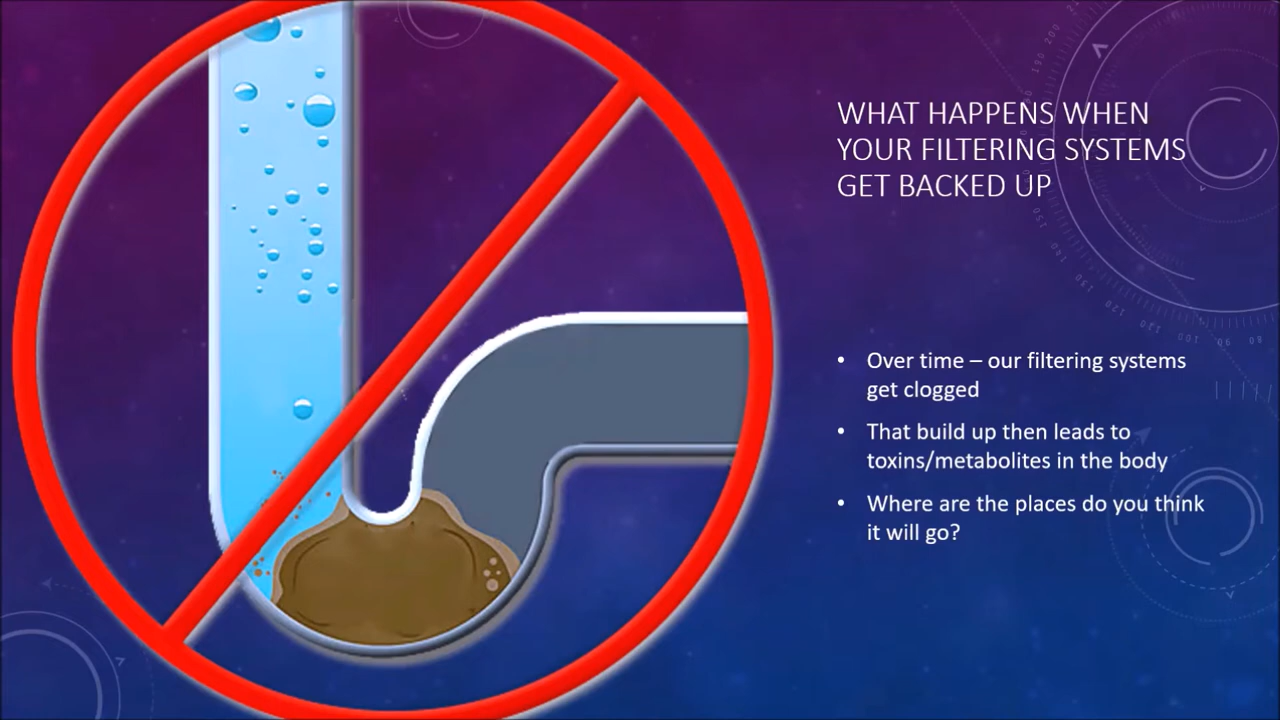 WHAT HAPPENS WHEN
YOUR FILTERING SYSTEMS
GET BACKED UP
• Over time – our filtering systems
get clogged
• That build up then leads to
toxins/metabolites in the body
• Where are the places do you think
it will go?